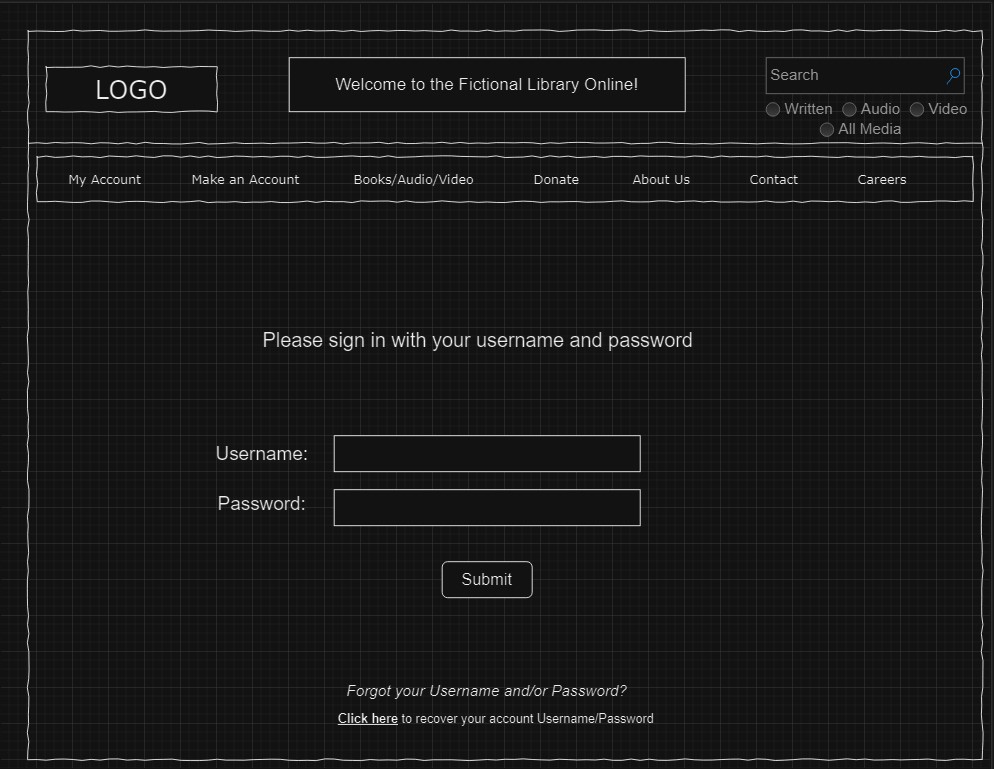 LOGO
Welcome to the Fictional Library Online!
Search
Written Audio Video
All Media
My Account Make an Account Books/Audio/Video Donate About Us Contact Careers
Please sign in with your username and password
Username:
Password:
Submit
Forgot your Username and/or Password?
Click here to recover your account Username/Password